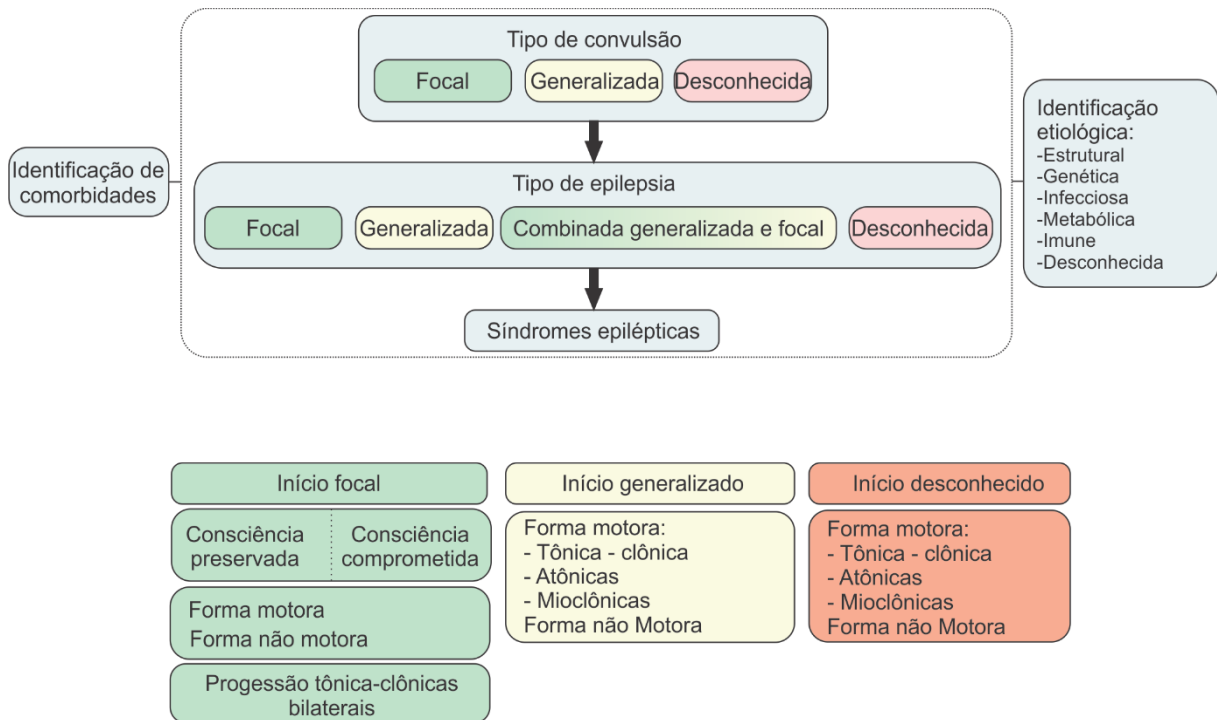 Tipo de convulsão
Focal
Generalizada
Desconhecida
Identificação de
comorbidades
Tipo de epilepsia
Focal
Generalizada
Combinada generalizada e focal
Desconhecida
Síndromes epilépticas
Identificação
etiológica:
-Estrutural
-Genética
-Infecciosa
-Metabólica
-Imune
-Desconhecida
Início focal
Consciência
preservada
Consciência
comprometida
Forma motora
Forma não motora
Progessão tônica-clônicas
bilaterais
Início generalizado
Forma motora:
- Tônica - clônica
- Atônicas
- Mioclônicas
Forma não Motora
Início desconhecido
Forma motora:
- Tônica - clônica
- Atônicas
- Mioclônicas
Forma não Motora